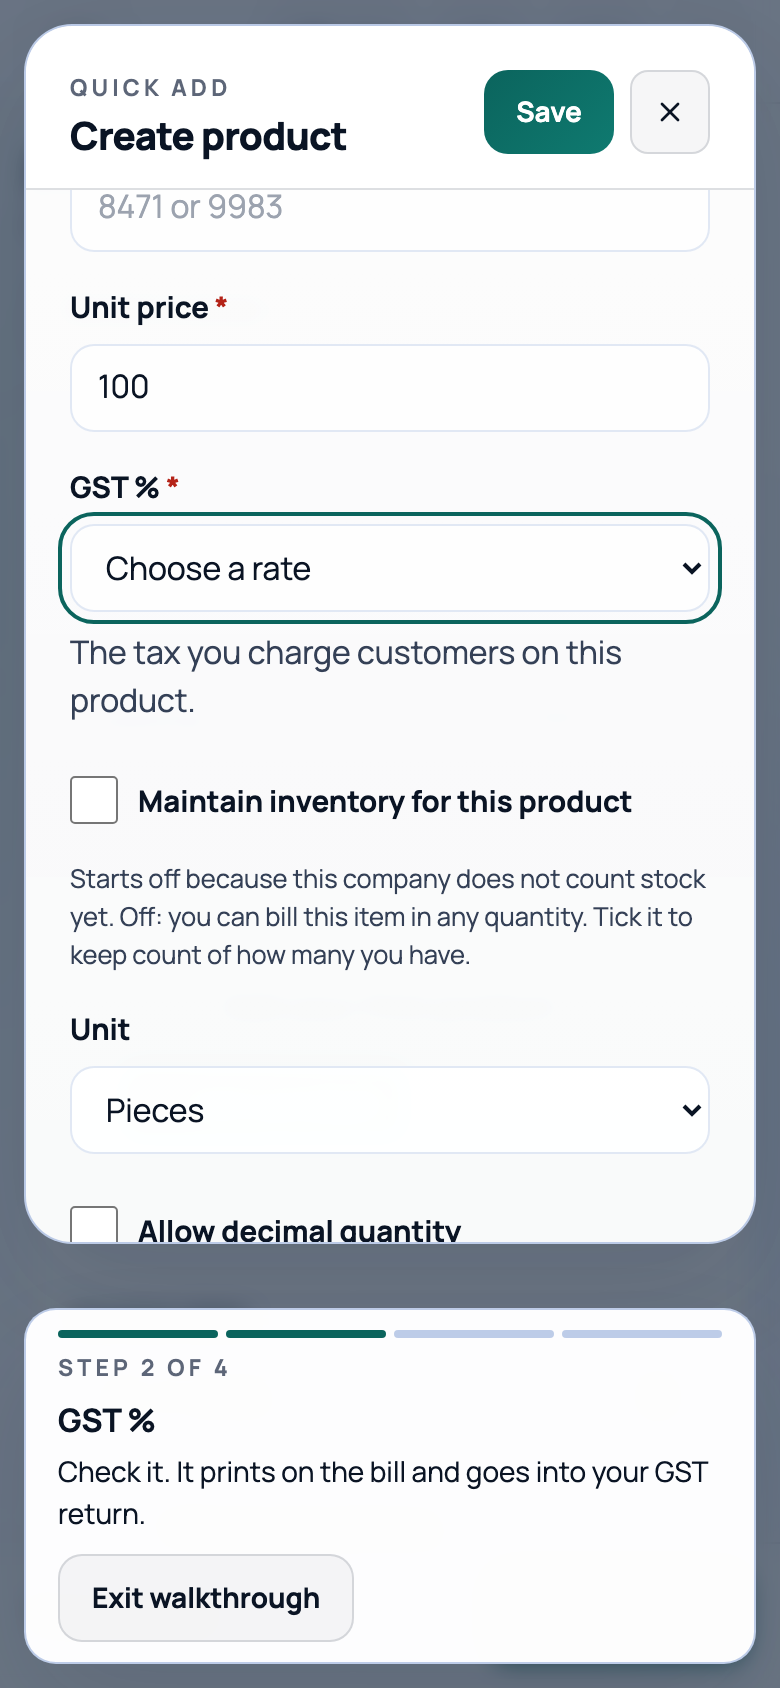 QUICK ADD
Create product
Save
8471 or 9983
Unit price *
100
GST % *
Choose a rate
The tax you charge customers on this
product.
Maintain inventory for this product
Starts off because this company does not count stock
yet. Off: you can bill this item in any quantity. Tick it to
keep count of how many you have.
Unit
Pieces
Allow decimal quantity
STEP 2 OF 4
GST %
Check it. It prints on the bill and goes into your GST
return.
Exit walkthrough